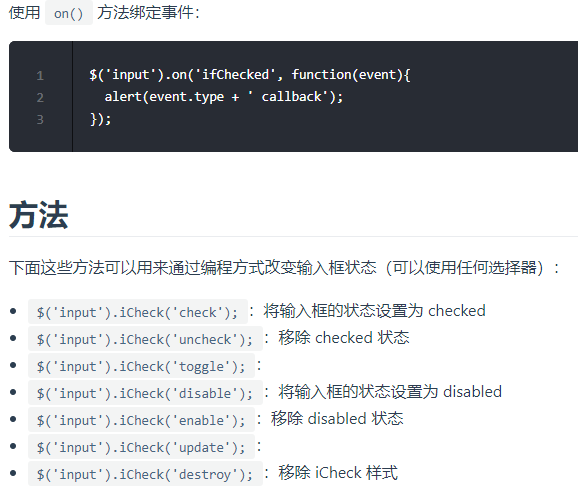 使用 on() 方法绑定事件：
1 $('input').on('ifChecked', function(event){
2   alert(event.type + ' callback');
3 });
方法
下面这些方法可以用来通过编程方式改变输入框状态（可以使用任何选择器）：
• $('input').iCheck('check'); ：将输入框的状态设置为 checked
• $('input').iCheck('uncheck'); ：移除 checked 状态
• $('input').iCheck('toggle'); ：
• $('input').iCheck('disable'); ：将输入框的状态设置为 disabled
• $('input').iCheck('enable'); ：移除 disabled 状态
• $('input').iCheck('update'); ：
• $('input').iCheck('destroy'); ：移除 iCheck 样式